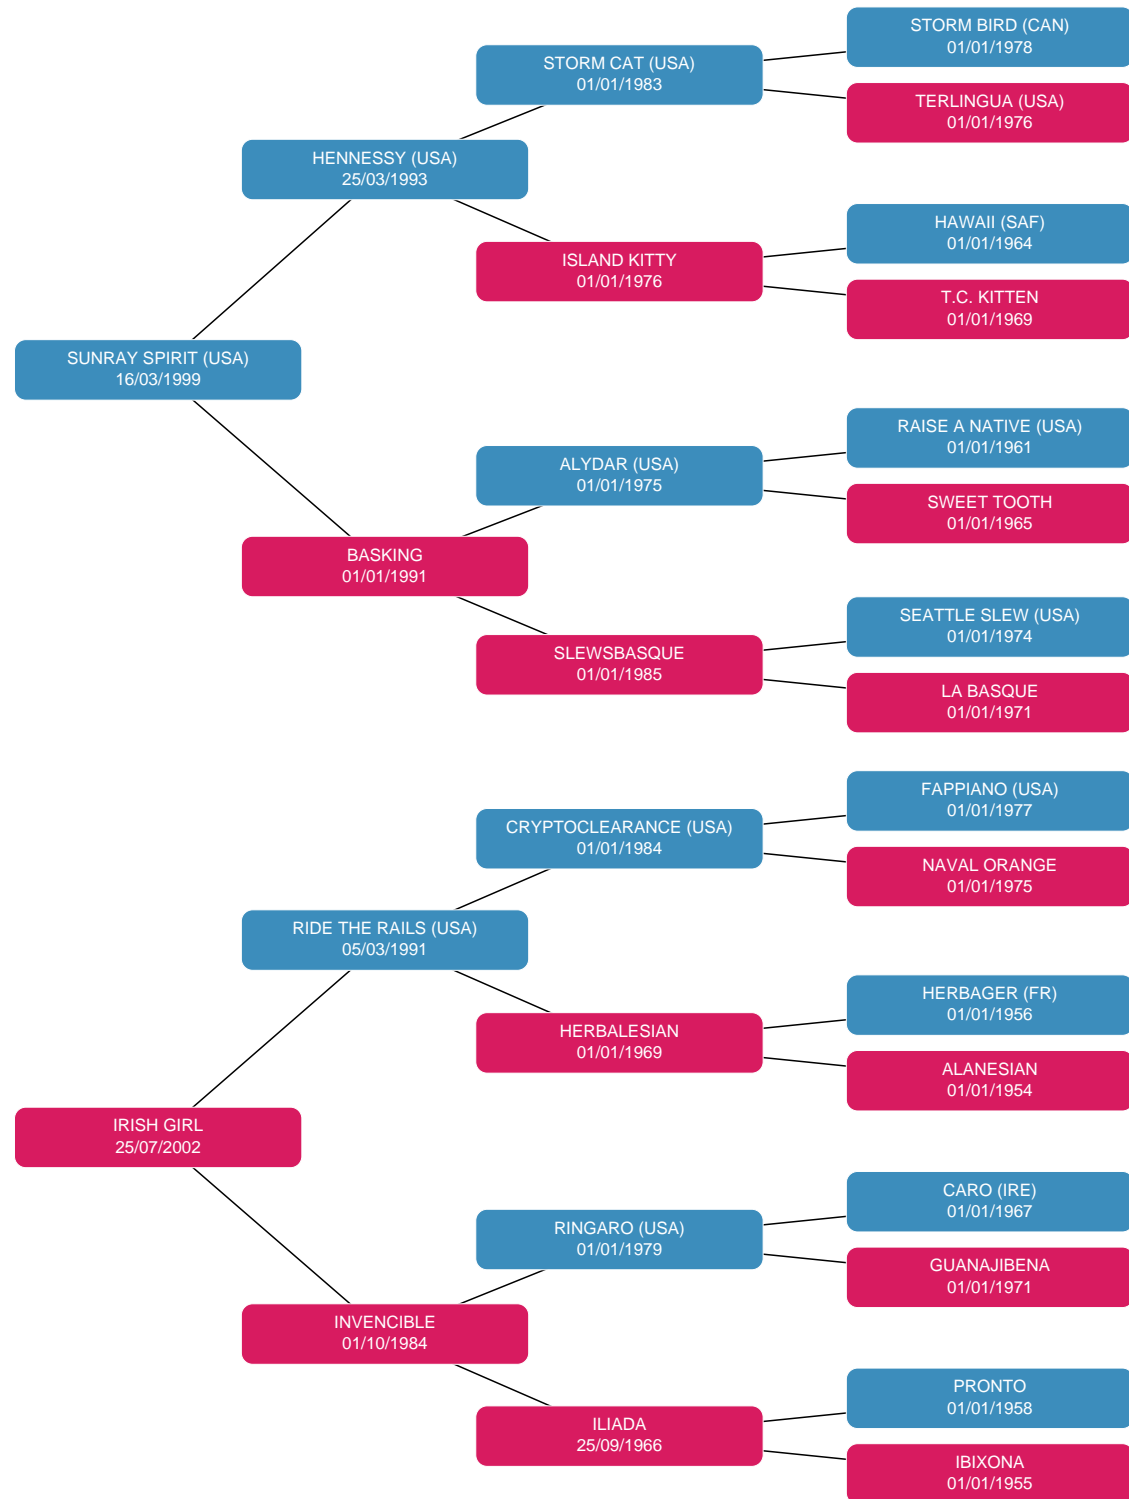 STORM BIRD (CAN)
01/01/1978
STORM CAT (USA)
01/01/1983
TERLINGUA (USA)
01/01/1976
HENNESSY (USA)
25/03/1993
HAWAII (SAF)
01/01/1964
ISLAND KITTY
01/01/1976
T.C. KITTEN
01/01/1969
SUNRAY SPIRIT (USA)
16/03/1999
RAISE A NATIVE (USA)
01/01/1961
ALYDAR (USA)
01/01/1975
SWEET TOOTH
01/01/1965
BASKING
01/01/1991
SEATTLE SLEW (USA)
01/01/1974
SLEWSBASQUE
01/01/1985
LA BASQUE
01/01/1971
FAPPIANO (USA)
01/01/1977
CRYPTOCLEARANCE (USA)
01/01/1984
NAVAL ORANGE
01/01/1975
RIDE THE RAILS (USA)
05/03/1991
HERBAGER (FR)
01/01/1956
HERBALESIAN
01/01/1969
ALANESIAN
01/01/1954
IRISH GIRL
25/07/2002
CARO (IRE)
01/01/1967
RINGARO (USA)
01/01/1979
GUANAJIBENA
01/01/1971
INVENCIBLE
01/10/1984
PRONTO
01/01/1958
ILIADA
25/09/1966
IBIXONA
01/01/1955